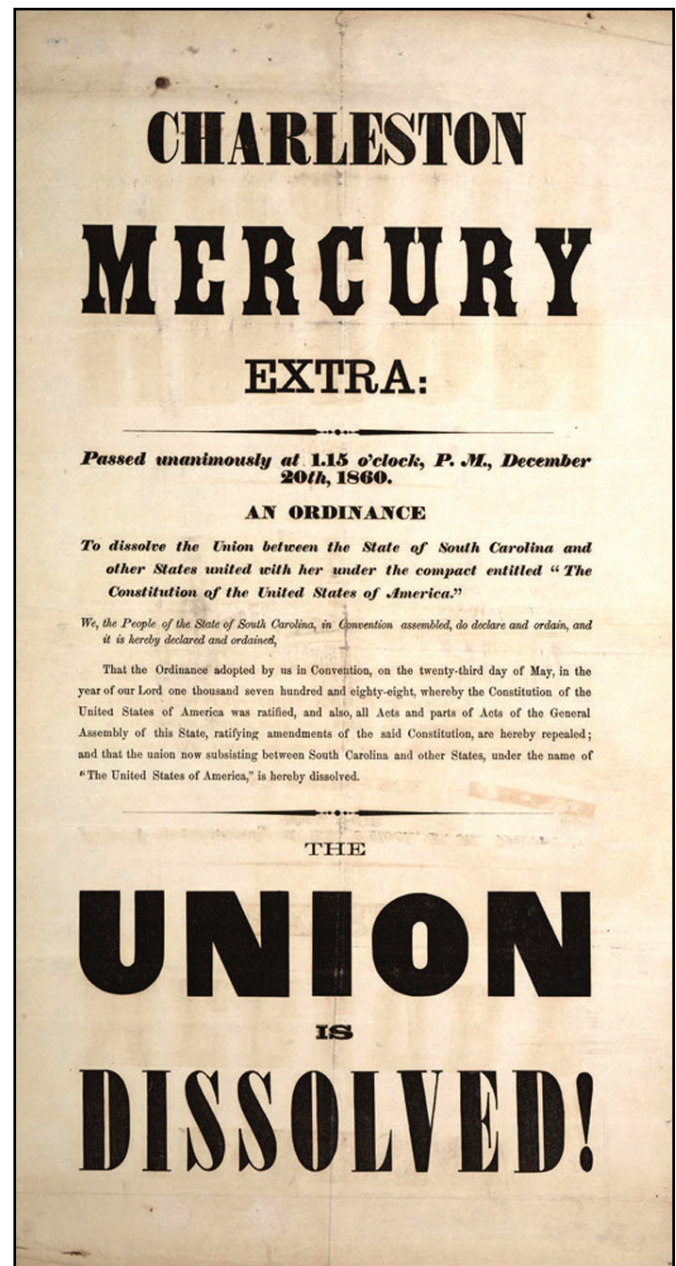 CHARLESTON
MERCURY
EXTRA:
Passed unanimously at 1.15 o'clock, P. M., December
20th, 1860.
AN ORDINANCE
To dissolve the Union between the State of South Carolina and
other States united with her under the compact entitled “The
Constitution of the United States of America.”
We, the People of the State of South Carolina, in Convention assembled, do declare and ordain, and
it is hereby declared and ordained,
That the Ordinance adopted by us in Convention, on the twenty-third day of May, in the
year of our Lord one thousand seven hundred and eighty-eight, whereby the Constitution of the
United States of America was ratified, and also, all Acts and parts of Acts of the General
Assembly of this State, ratifying amendments of the said Constitution, are hereby repealed;
and that the union now subsisting between South Carolina and other States, under the name of
“The United States of America,” is hereby dissolved.
THE
UNION
IS
DISSOLVED!